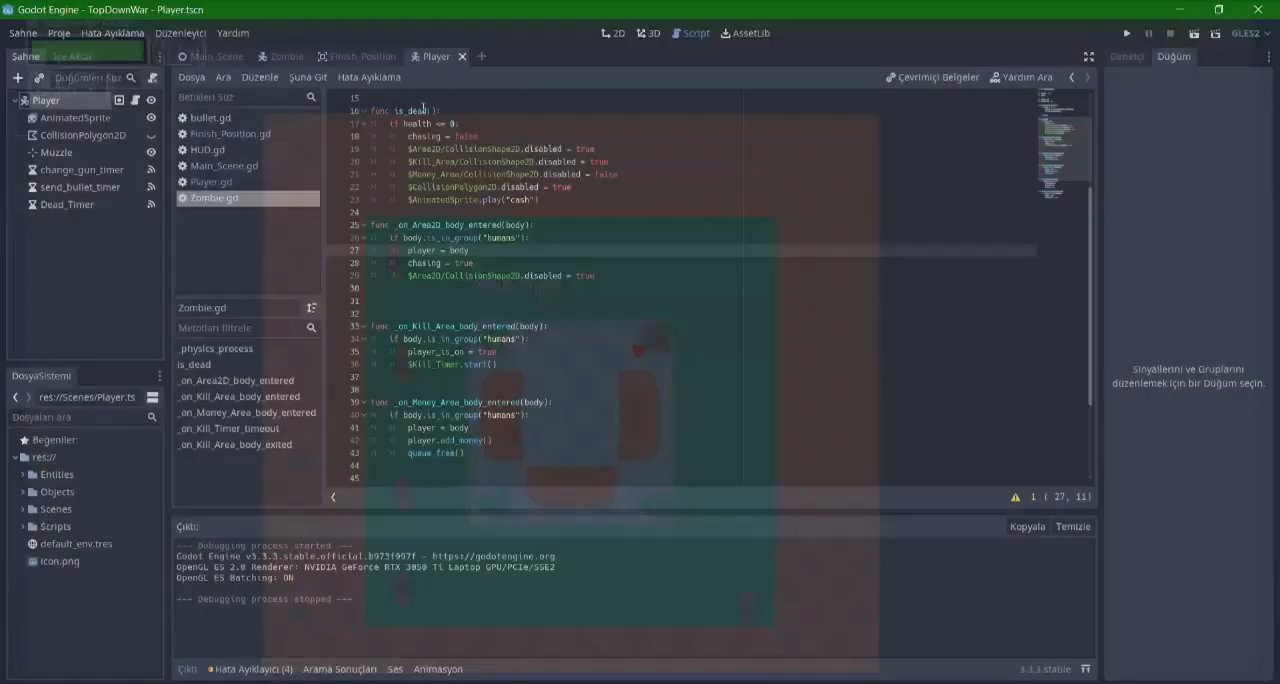 Godot Engine - TopDownWar - Player.tscn
Sahne Proje Hata Ayıklama Düzenleyici Yardım
2D 3D Script AssetLib
GLES2
Sahne İçe Aktar
Main_Scene Zombie Finish_Position Player
Denetçi Düğüm
Düğümleri Süz
Dosya Ara Düzenle Şuna Git Hata Ayıklama
Çevrimiçi Belgeler Yardım Ara
Player
AnimatedSprite
CollisionPolygon2D
Muzzle
change_gun_timer
send_bullet_timer
Dead_Timer
Betikleri Süz
bullet.gd
Finish_Position.gd
HUD.gd
Main_Scene.gd
Player.gd
Zombie.gd
Zombie.gd
Metotları filtrele
_physics_process
is_dead
_on_Area2D_body_entered
_on_Kill_Area_body_entered
_on_Money_Area_body_entered
_on_Kill_Timer_timeout
_on_Kill_Area_body_exited
15
16 func is_dead():
17 if health <= 0:
18 chasing = false
19 $Area2D/CollisionShape2D.disabled = true
20 $Kill_Area/CollisionShape2D.disabled = true
21 $Money_Area/CollisionShape2D.disabled = false
22 $CollisionPolygon2D.disabled = true
23 $AnimatedSprite.play("cash")
24
25 func _on_Area2D_body_entered(body):
26 if body.is_in_group("humans"):
27 player = body
28 chasing = true
29 $Area2D/CollisionShape2D.disabled = true
30
31
32
33 func _on_Kill_Area_body_entered(body):
34 if body.is_in_group("humans"):
35 player_is_on = true
36 $Kill_Timer.start()
37
38
39 func _on_Money_Area_body_entered(body):
40 if body.is_in_group("humans"):
41 player = body
42 player.add_money()
43 queue_free()
44
45
1 ( 27, 11)
DosyaSistemi
res://Scenes/Player.ts
Dosyaları ara
Beğeniler:
res://
Entities
Objects
Scenes
Scripts
default_env.tres
icon.png
Sinyallerini ve Gruplarını
düzenlemek için bir Düğüm seçin.
Çıktı:
Kopyala Temizle
--- Debugging process started ---
Godot Engine v3.3.3.stable.official.b973f997f - https://godotengine.org
OpenGL ES 2.0 Renderer: NVIDIA GeForce RTX 3050 Ti Laptop GPU/PCIe/SSE2
OpenGL ES Batching: ON
--- Debugging process stopped ---
Çıktı Hata Ayıklayıcı (4) Arama Sonuçları Ses Animasyon
3.3.3.stable